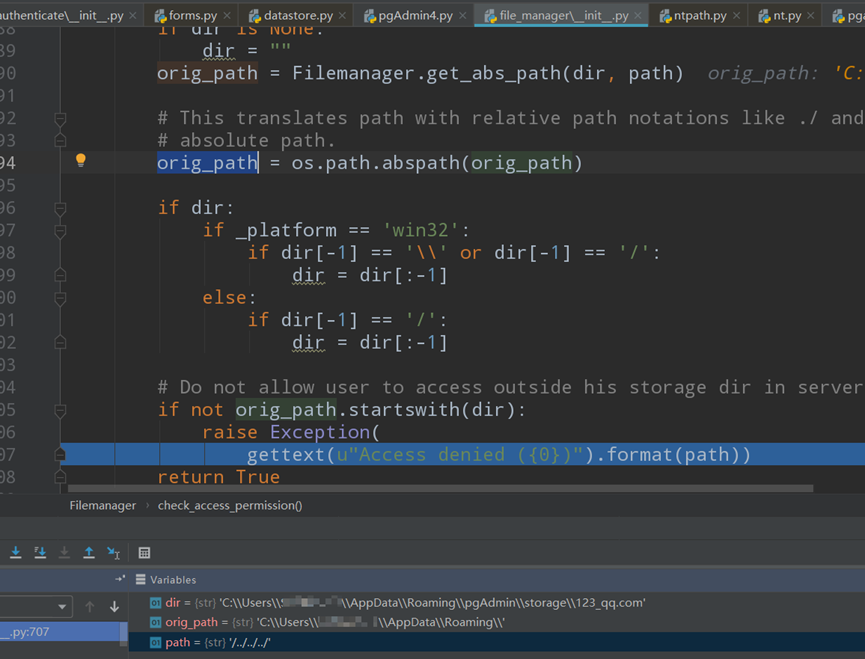 uthenticate\__init__.py × forms.py × datastore.py × pgAdmin4.py × file_manager\__init__.py × ntpath.py × nt.py × pg
88 if dir is None:
89 dir = ""
90 orig_path = Filemanager.get_abs_path(dir, path) orig_path: 'C:
91
92 # This translates path with relative path notations like ./ and
93 # absolute path.
94 orig_path = os.path.abspath(orig_path)
95
96 if dir:
97 if _platform == 'win32':
98 if dir[-1] == '\\' or dir[-1] == '/':
99 dir = dir[:-1]
00 else:
01 if dir[-1] == '/':
02 dir = dir[:-1]
03
04 # Do not allow user to access outside his storage dir in server
05 if not orig_path.startswith(dir):
06 raise Exception(
07 gettext(u"Access denied ({0})").format(path))
08 return True
Filemanager › check_access_permission()
Variables
dir = {str} 'C:\\Users\\ \\AppData\\Roaming\\pgAdmin\\storage\\123_qq.com'
orig_path = {str} 'C:\\Users\\ \\AppData\\Roaming\\'
__.py:707
path = {str} '/../../../'